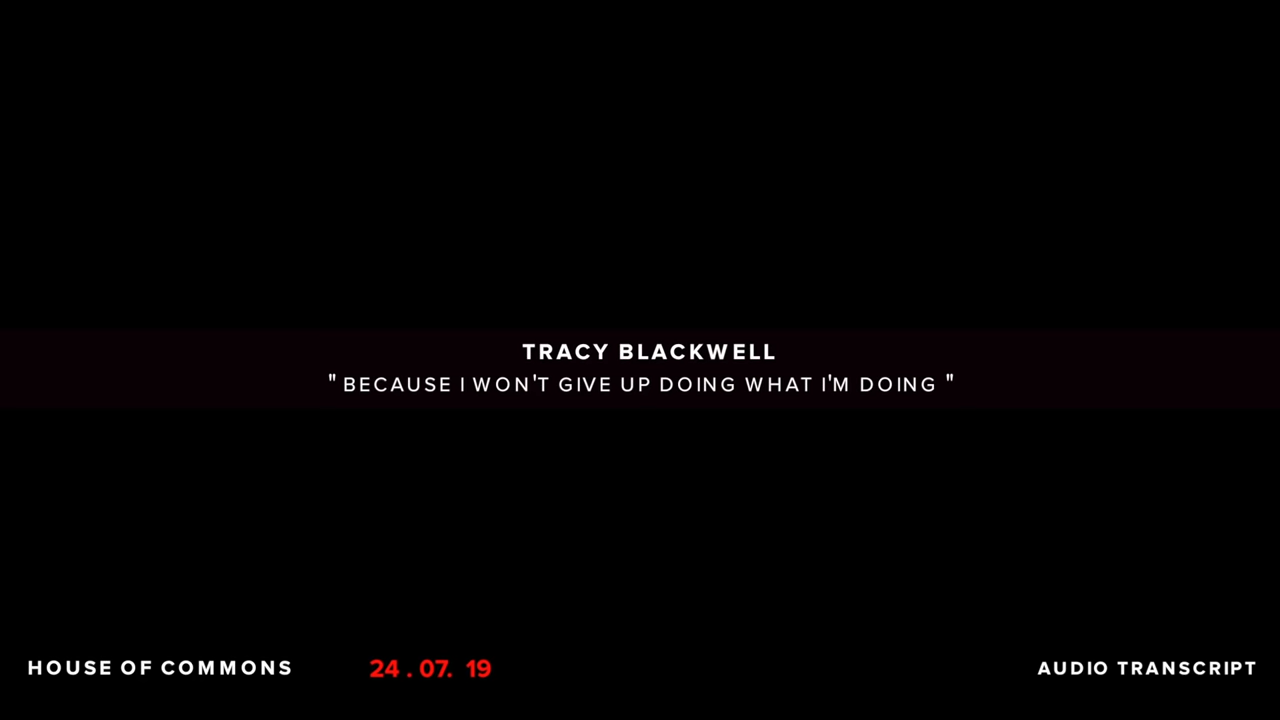 TRACY BLACKWELL
" BECAUSE I WON'T GIVE UP DOING WHAT I'M DOING "
HOUSE OF COMMONS 24 . 07. 19 AUDIO TRANSCRIPT